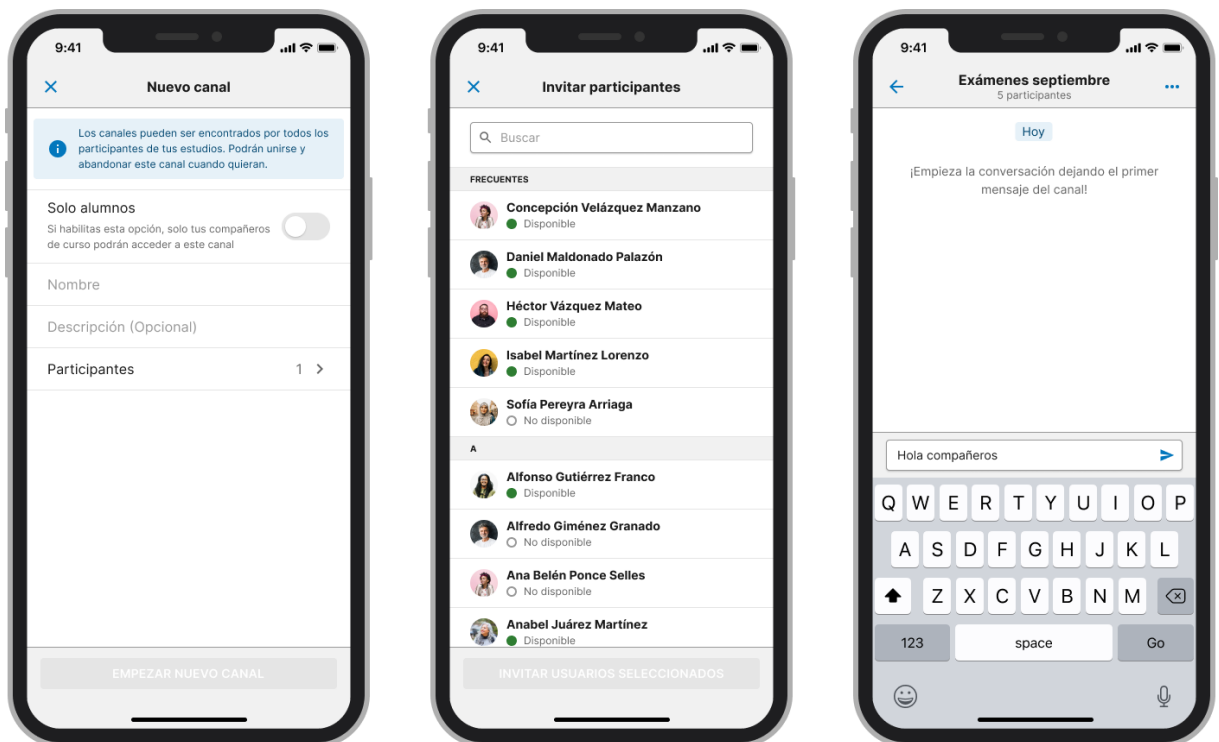 9:41
Nuevo canal
Los canales pueden ser encontrados por todos los
participantes de tus estudios. Podrán unirse y
abandonar este canal cuando quieran.
Solo alumnos
Si habilitas esta opción, solo tus compañeros
de curso podrán acceder a este canal
Nombre
Descripción (Opcional)
Participantes 1
EMPEZAR NUEVO CANAL
9:41
Invitar participantes
Buscar
FRECUENTES
Concepción Velázquez Manzano
Disponible
Daniel Maldonado Palazón
Disponible
Héctor Vázquez Mateo
Disponible
Isabel Martínez Lorenzo
Disponible
Sofía Pereyra Arriaga
No disponible
A
Alfonso Gutiérrez Franco
Disponible
Alfredo Giménez Granado
No disponible
Ana Belén Ponce Selles
No disponible
Anabel Juárez Martínez
Disponible
INVITAR USUARIOS SELECCIONADOS
9:41
Exámenes septiembre
5 participantes
Hoy
¡Empieza la conversación dejando el primer
mensaje del canal!
Hola compañeros
Q W E R T Y U I O P
A S D F G H J K L
Z X C V B N M
123 space Go